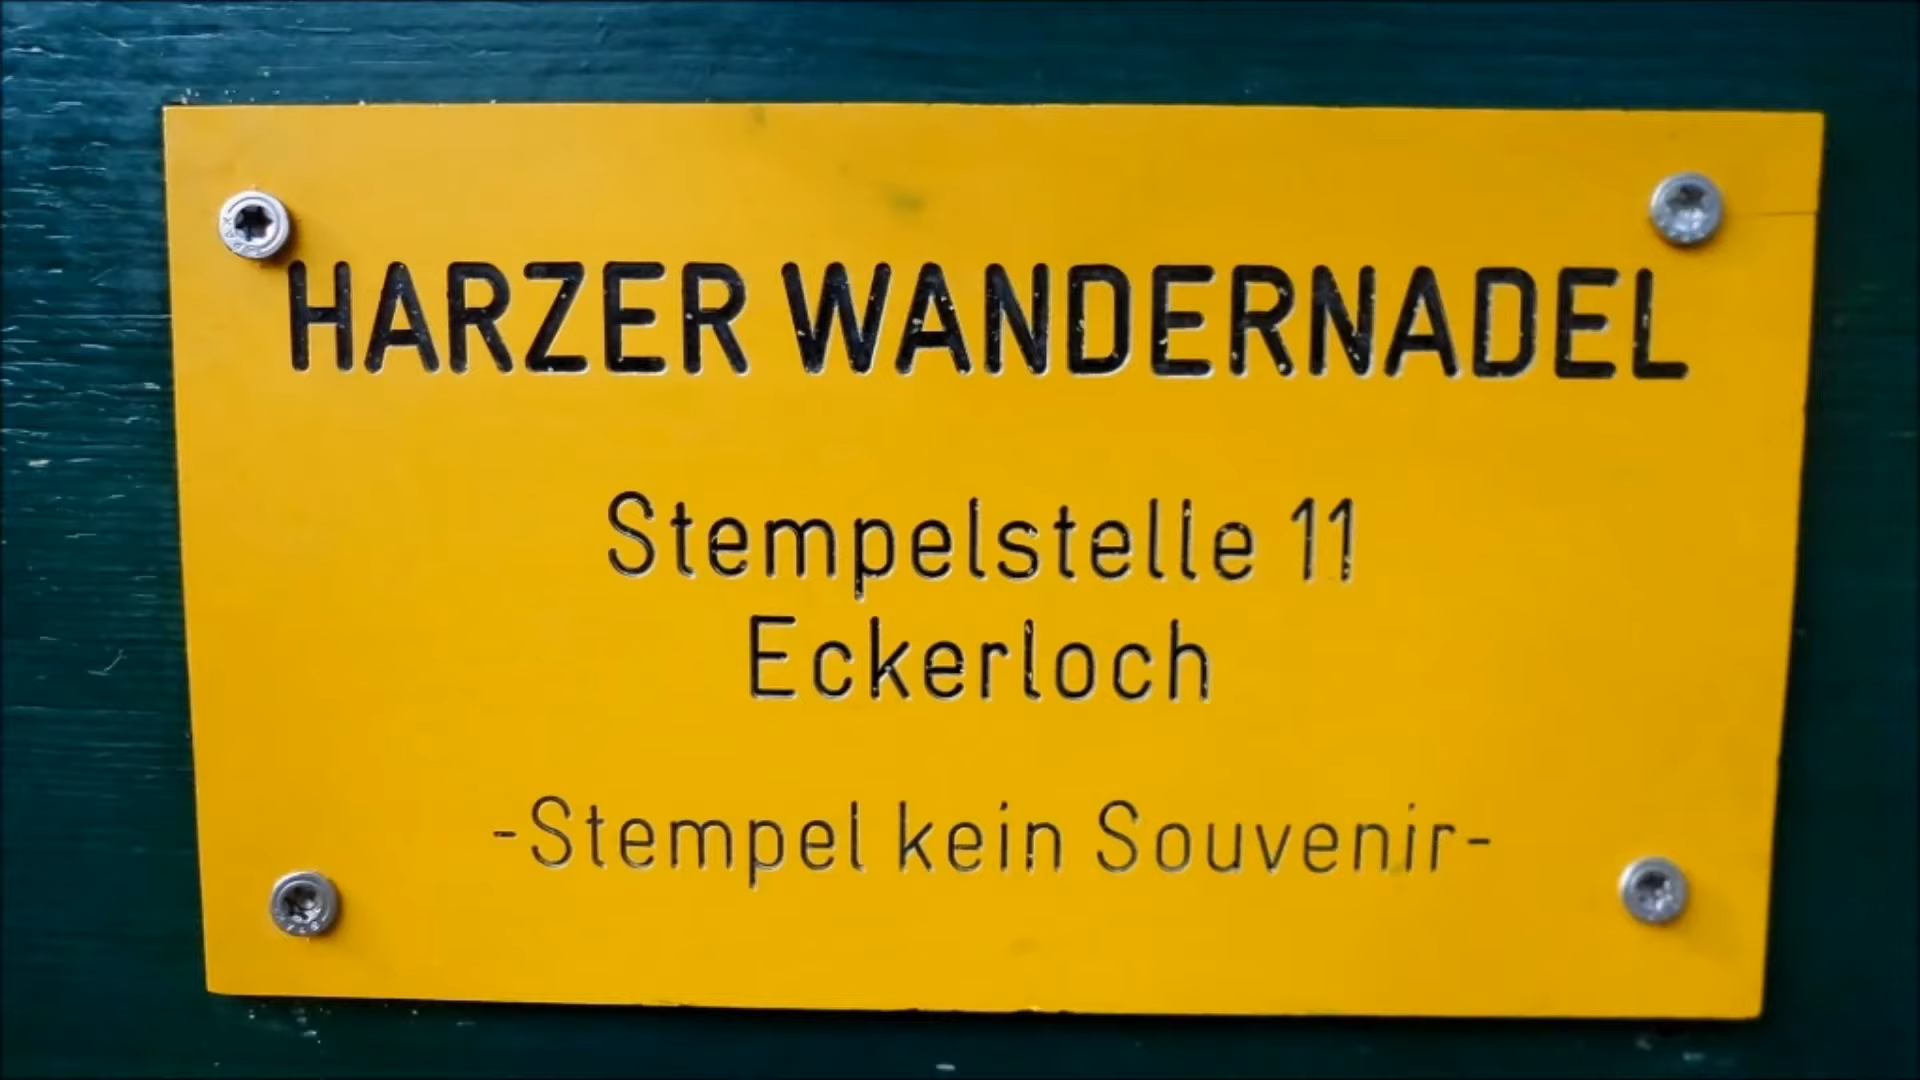 HARZER WANDERNADEL
Stempelstelle 11
Eckerloch
-Stempel kein Souvenir-